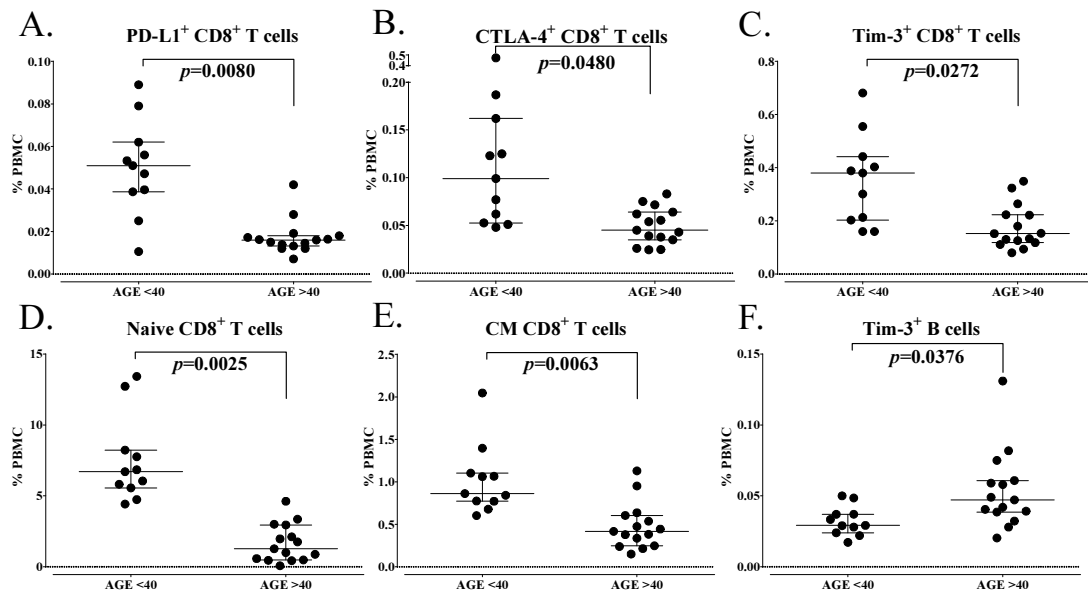 A.
PD-L1⁺ CD8⁺ T cells
p=0.0080
% PBMC
0.10
0.08
0.06
0.04
0.02
0.00
AGE <40
AGE >40
B.
CTLA-4⁺ CD8⁺ T cells
p=0.0480
% PBMC
0.5
0.4
0.20
0.15
0.10
0.05
0.00
AGE <40
AGE >40
C.
Tim-3⁺ CD8⁺ T cells
p=0.0272
% PBMC
0.8
0.6
0.4
0.2
0.0
AGE <40
AGE >40
D.
Naive CD8⁺ T cells
p=0.0025
% PBMC
15
10
5
0
AGE <40
AGE >40
E.
CM CD8⁺ T cells
p=0.0063
% PBMC
2.5
2.0
1.5
1.0
0.5
0.0
AGE <40
AGE >40
F.
Tim-3⁺ B cells
p=0.0376
% PBMC
0.15
0.10
0.05
0.00
AGE <40
AGE >40